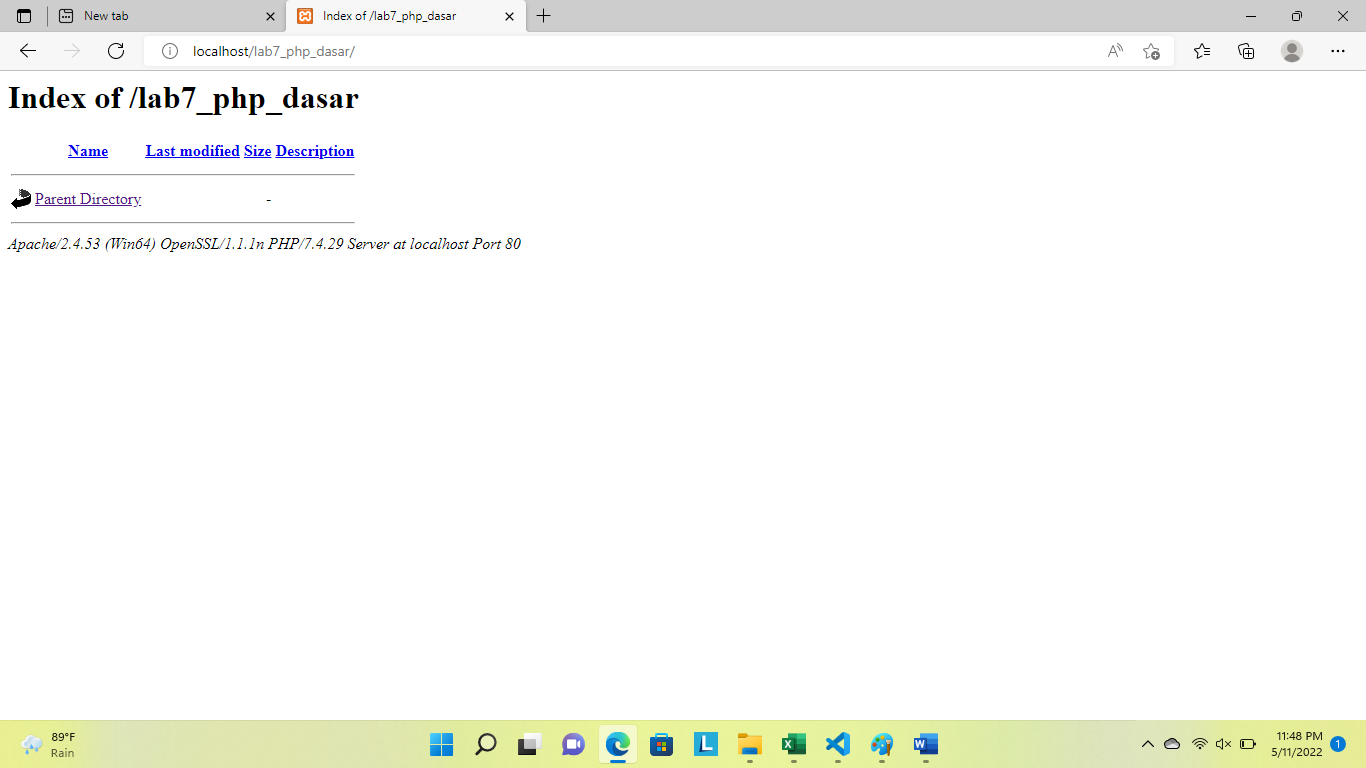 New tab
Index of /lab7_php_dasar
localhost/lab7_php_dasar/
Index of /lab7_php_dasar
Name Last modified Size Description
Parent Directory -
Apache/2.4.53 (Win64) OpenSSL/1.1.1n PHP/7.4.29 Server at localhost Port 80
89°F
Rain
11:48 PM
5/11/2022
1